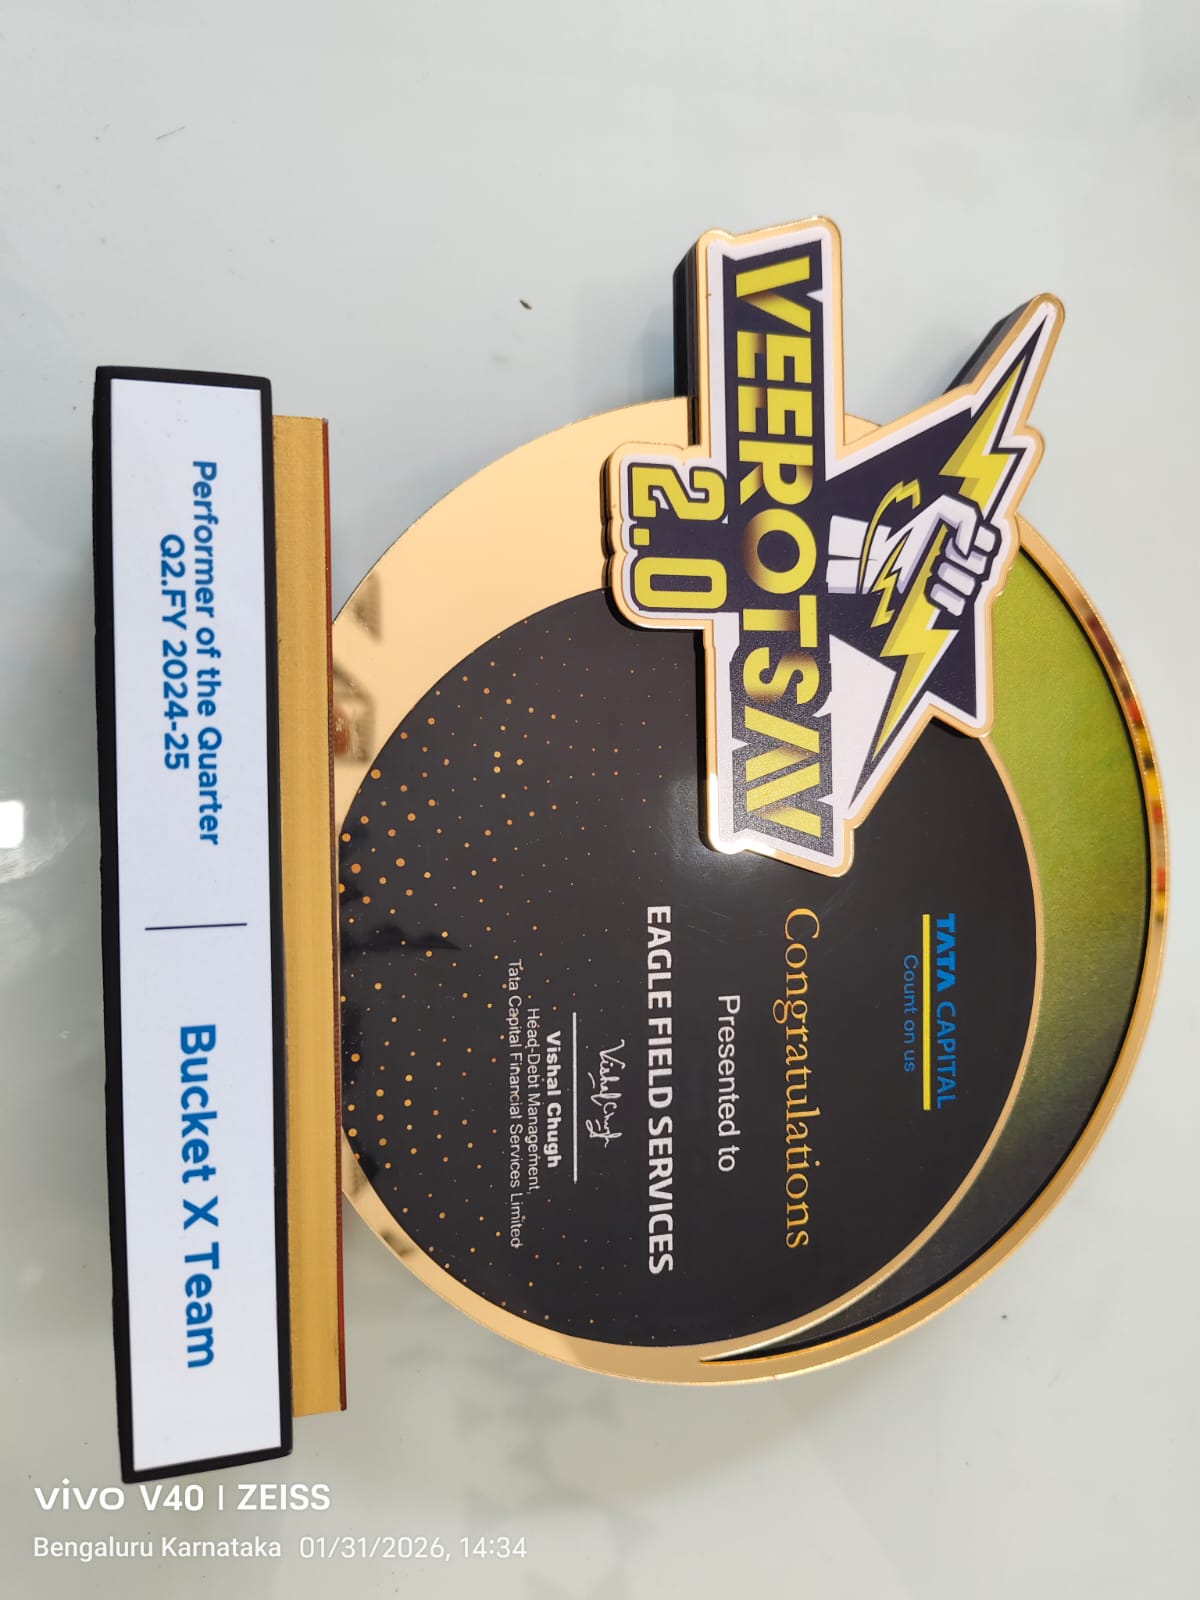 VEEROTSAV
2.0
TATA CAPITAL
Count on us
Congratulations
Presented to
EAGLE FIELD SERVICES
Vishal Chugh
Vishal Chugh
Head-Debt Management,
Tata Capital Financial Services Limited
Performer of the Quarter
Q2.FY 2024-25
Bucket X Team
vivo V40 | ZEISS
Bengaluru Karnataka 01/31/2026, 14:34